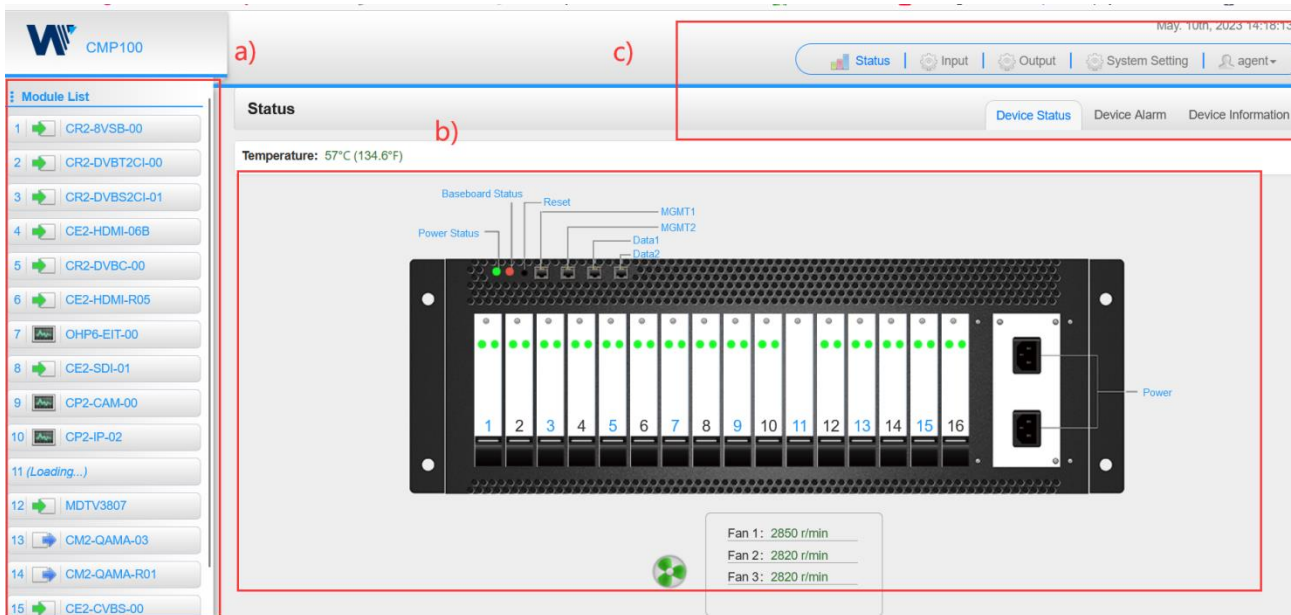 CMP100
a)
c)
May. 10th, 2023 14:18:13
Status
Input
Output
System Setting
agent
Module List
Status
b)
Device Status
Device Alarm
Device Information
1 CR2-8VSB-00
2 CR2-DVBT2CI-00
3 CR2-DVBS2CI-01
4 CE2-HDMI-06B
5 CR2-DVBC-00
6 CE2-HDMI-R05
7 OHP6-EIT-00
8 CE2-SDI-01
9 CP2-CAM-00
10 CP2-IP-02
11 (Loading...)
12 MDTV3807
13 CM2-QAMA-03
14 CM2-QAMA-R01
15 CE2-CVBS-00
Temperature: 57°C (134.6°F)
Baseboard Status
Reset
MGMT1
Power Status
MGMT2
Data1
Data2
1 2 3 4 5 6 7 8 9 10 11 12 13 14 15 16
Power
Fan 1: 2850 r/min
Fan 2: 2820 r/min
Fan 3: 2820 r/min